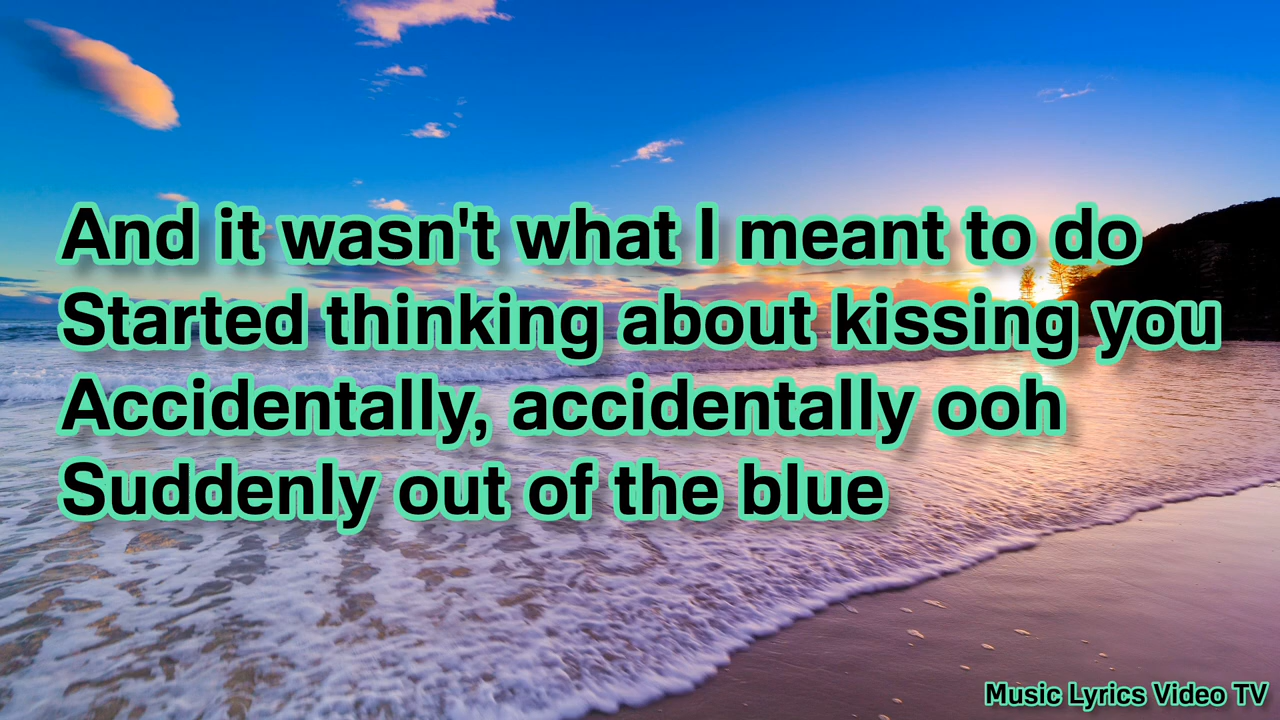 And it wasn't what I meant to do
Started thinking about kissing you
Accidentally, accidentally ooh
Suddenly out of the blue
Music Lyrics Video TV